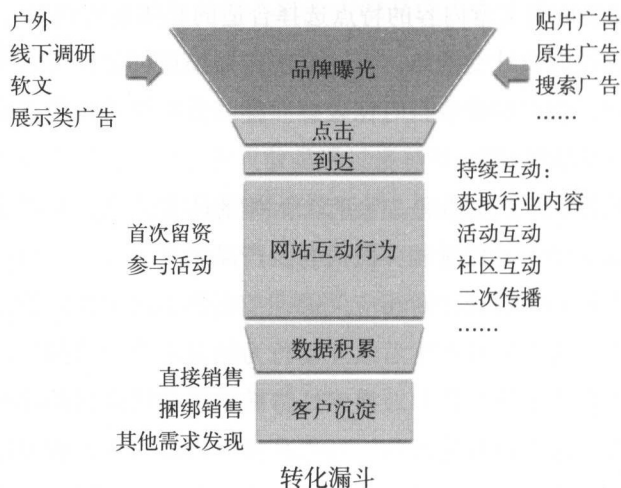 户外
线下调研
软文
展示类广告
品牌曝光
贴片广告
原生广告
搜索广告
……
点击
到达
首次留资
参与活动
网站互动行为
持续互动：
获取行业内容
活动互动
社区互动
二次传播
……
数据积累
直接销售
捆绑销售
其他需求发现
客户沉淀
转化漏斗